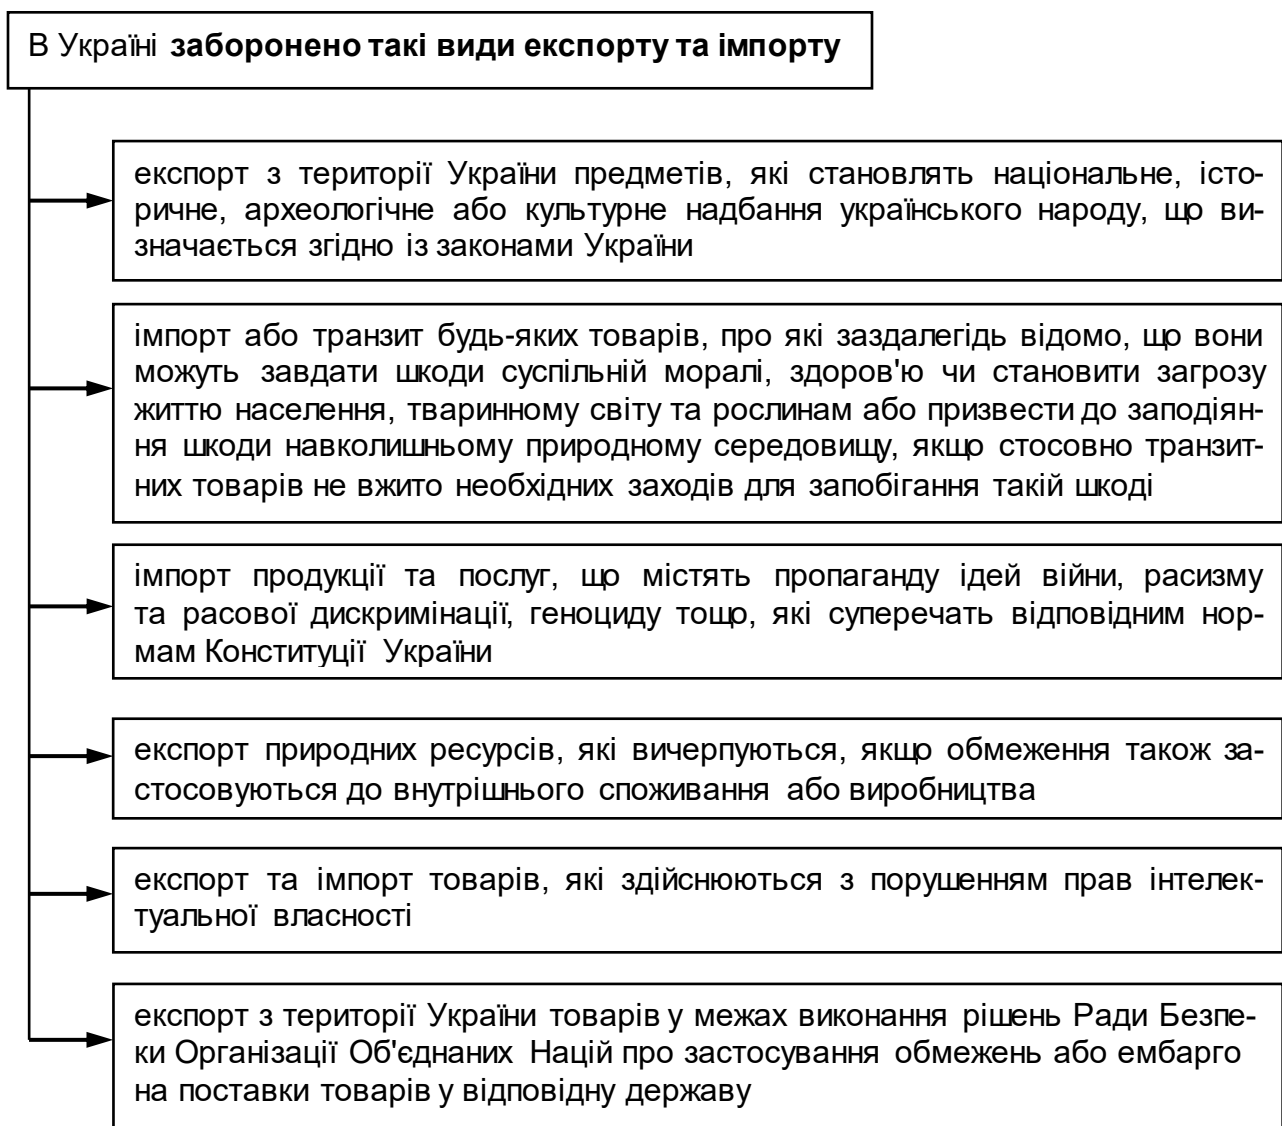 В Україні заборонено такі види експорту та імпорту
експорт з території України предметів, які становлять національне, істо-
ричне, археологічне або культурне надбання українського народу, що ви-
значається згідно із законами України
імпорт або транзит будь-яких товарів, про які заздалегідь відомо, що вони
можуть завдати шкоди суспільній моралі, здоров'ю чи становити загрозу
життю населення, тваринному світу та рослинам або призвести до заподіян-
ня шкоди навколишньому природному середовищу, якщо стосовно транзит-
них товарів не вжито необхідних заходів для запобігання такій шкоді
імпорт продукції та послуг, що містять пропаганду ідей війни, расизму
та расової дискримінації, геноциду тощо, які суперечать відповідним нор-
мам Конституції України
експорт природних ресурсів, які вичерпуються, якщо обмеження також за-
стосовуються до внутрішнього споживання або виробництва
експорт та імпорт товарів, які здійснюються з порушенням прав інтелек-
туальної власності
експорт з території України товарів у межах виконання рішень Ради Безпе-
ки Організації Об'єднаних Націй про застосування обмежень або ембарго
на поставки товарів у відповідну державу